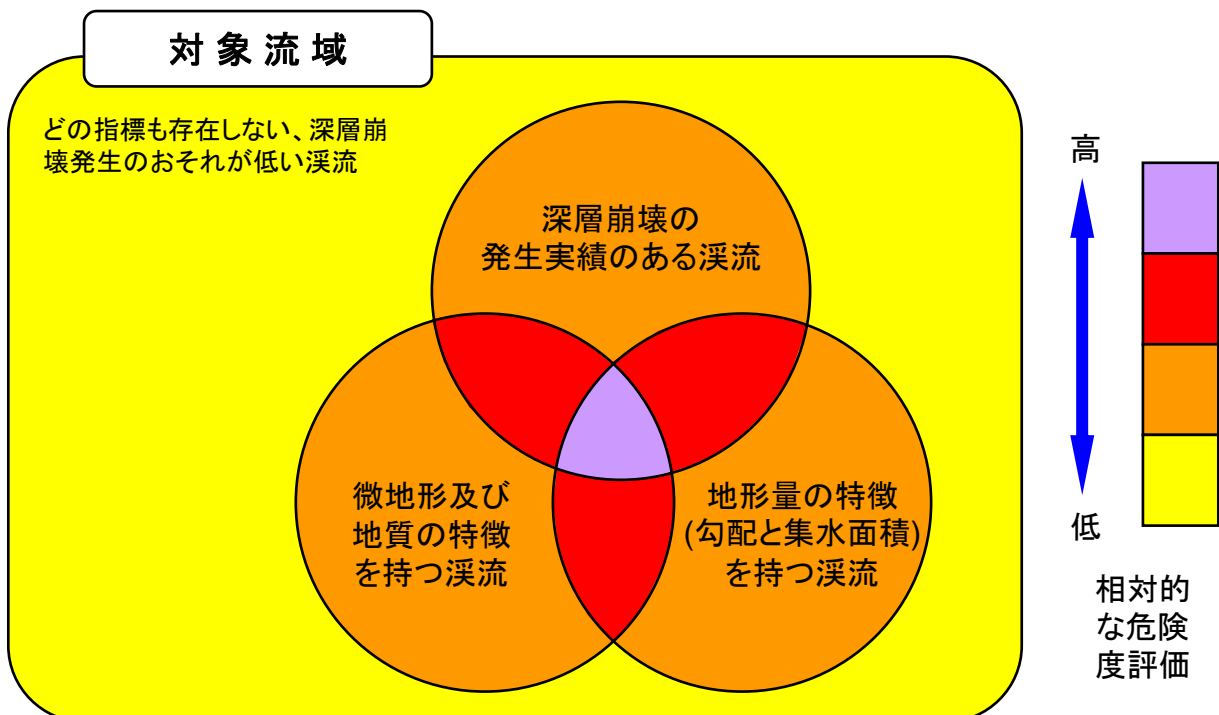 対象流域
どの指標も存在しない、深層崩
壊発生のおそれが低い渓流
深層崩壊の
発生実績のある渓流
微地形及び
地質の特徴
を持つ渓流
地形量の特徴
(勾配と集水面積)
を持つ渓流
高
低
相対的
な危険
度評価